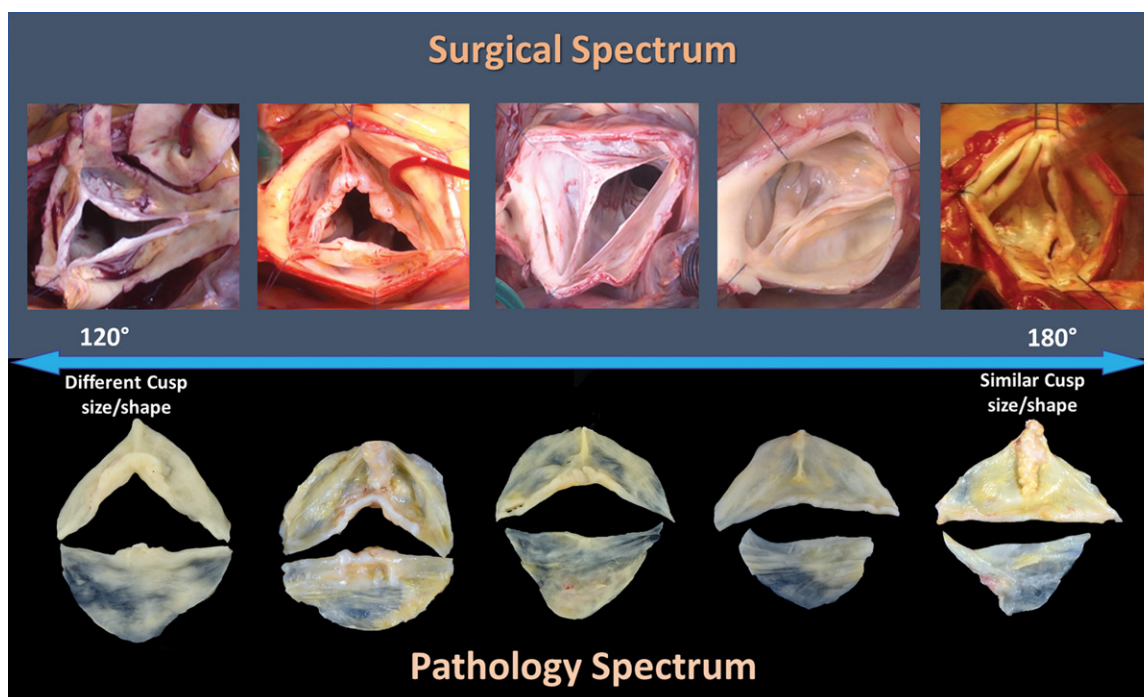 Surgical Spectrum
120°
180°
Different Cusp
size/shape
Similar Cusp
size/shape
Pathology Spectrum